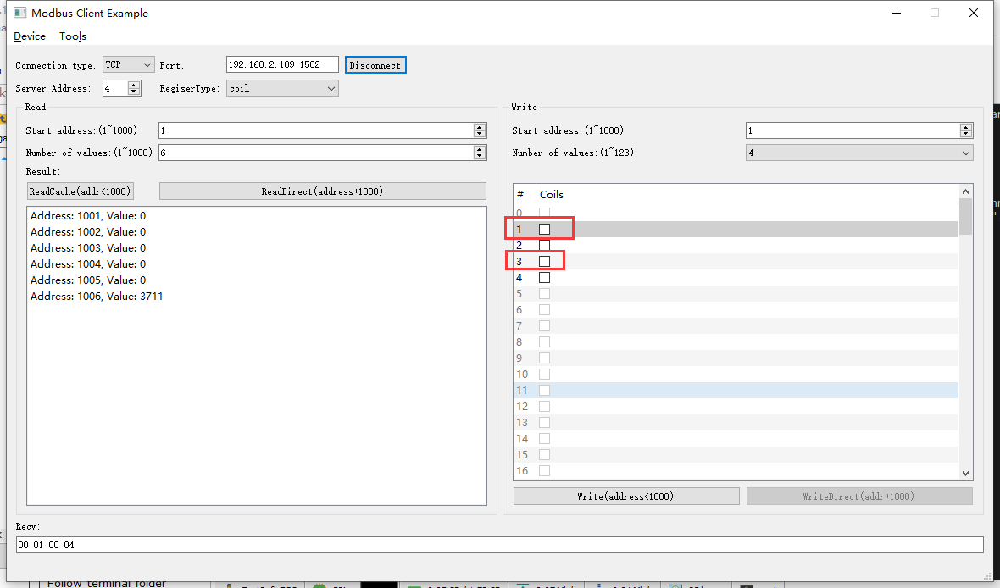 Modbus Client Example
Device Tools
Connection type: TCP Port: 192.168.2.109:1502 Disconnect
Server Address: 4 RegiserType: coil
Read
Start address:(1~1000) 1
Number of values:(1~1000) 6
Result:
ReadCache(addr<1000) ReadDirect(address+1000)
Address: 1001, Value: 0
Address: 1002, Value: 0
Address: 1003, Value: 0
Address: 1004, Value: 0
Address: 1005, Value: 0
Address: 1006, Value: 3711
Write
Start address:(1~1000) 1
Number of values:(1~123) 4
# Coils
0
1
2
3
4
5
6
7
8
9
10
11
12
13
14
15
16
Write(address<1000) WriteDirect(addr+1000)
Recv:
00 01 00 04
Follow terminal folder